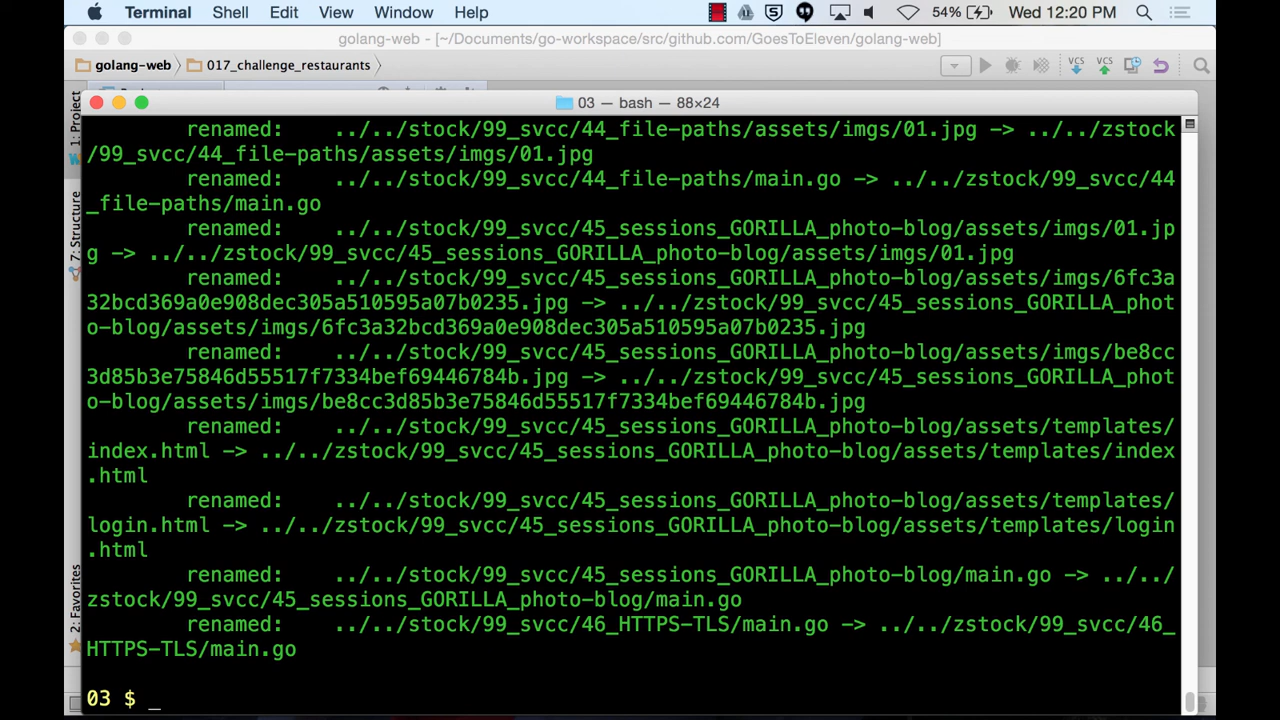 Terminal Shell Edit View Window Help 54% Wed 12:20 PM
golang-web - [~/Documents/go-workspace/src/github.com/GoesToEleven/golang-web]
golang-web 017_challenge_restaurants
03 — bash — 88×24
1: Project
7: Structure
2: Favorites
renamed: ../../stock/99_svcc/44_file-paths/assets/imgs/01.jpg -> ../../zstock
/99_svcc/44_file-paths/assets/imgs/01.jpg
renamed: ../../stock/99_svcc/44_file-paths/main.go -> ../../zstock/99_svcc/44
_file-paths/main.go
renamed: ../../stock/99_svcc/45_sessions_GORILLA_photo-blog/assets/imgs/01.jp
g -> ../../zstock/99_svcc/45_sessions_GORILLA_photo-blog/assets/imgs/01.jpg
renamed: ../../stock/99_svcc/45_sessions_GORILLA_photo-blog/assets/imgs/6fc3a
32bcd369a0e908dec305a510595a07b0235.jpg -> ../../zstock/99_svcc/45_sessions_GORILLA_phot
o-blog/assets/imgs/6fc3a32bcd369a0e908dec305a510595a07b0235.jpg
renamed: ../../stock/99_svcc/45_sessions_GORILLA_photo-blog/assets/imgs/be8cc
3d85b3e75846d55517f7334bef69446784b.jpg -> ../../zstock/99_svcc/45_sessions_GORILLA_phot
o-blog/assets/imgs/be8cc3d85b3e75846d55517f7334bef69446784b.jpg
renamed: ../../stock/99_svcc/45_sessions_GORILLA_photo-blog/assets/templates/
index.html -> ../../zstock/99_svcc/45_sessions_GORILLA_photo-blog/assets/templates/index
.html
renamed: ../../stock/99_svcc/45_sessions_GORILLA_photo-blog/assets/templates/
login.html -> ../../zstock/99_svcc/45_sessions_GORILLA_photo-blog/assets/templates/login
.html
renamed: ../../stock/99_svcc/45_sessions_GORILLA_photo-blog/main.go -> ../../
zstock/99_svcc/45_sessions_GORILLA_photo-blog/main.go
renamed: ../../stock/99_svcc/46_HTTPS-TLS/main.go -> ../../zstock/99_svcc/46_
HTTPS-TLS/main.go
03 $ _